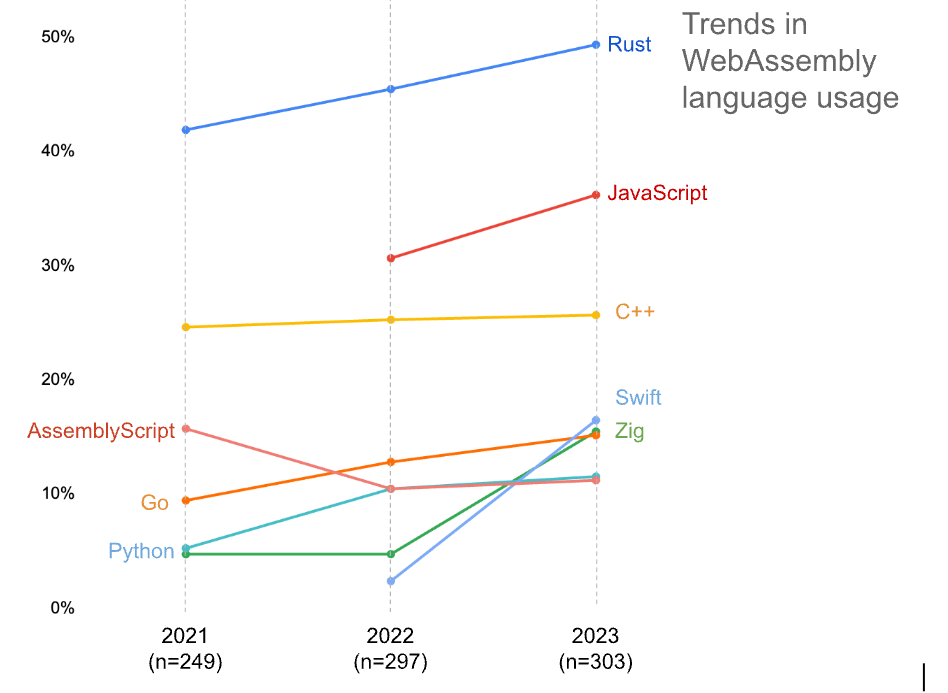 Trends in
WebAssembly
language usage
50%
Rust
40%
JavaScript
30%
C++
20%
Swift
AssemblyScript
Zig
10%
Go
Python
0%
2021
(n=249)
2022
(n=297)
2023
(n=303)